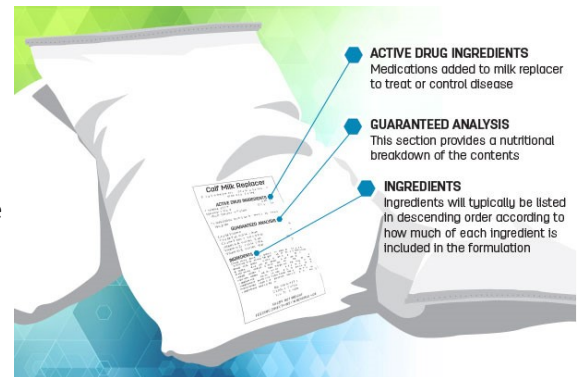 ACTIVE DRUG INGREDIENTS
Medications added to milk replacer
to treat or control disease
GUARANTEED ANALYSIS
This section provides a nutritional
breakdown of the contents
INGREDIENTS
Ingredients will typically be listed
in descending order according to
how much of each ingredient is
included in the formulation
Calf Milk Replacer
ACTIVE DRUG INGREDIENTS
GUARANTEED ANALYSIS
INGREDIENTS
e